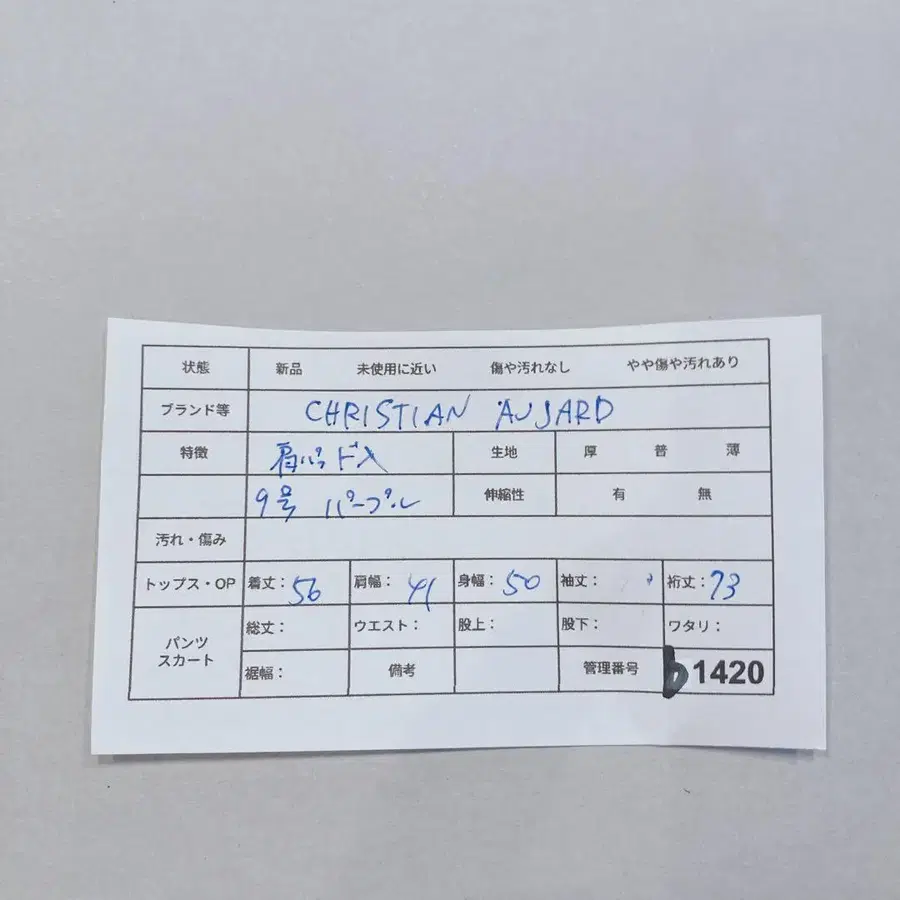 状態 新品 未使用に近い 傷や汚れなし やや傷や汚れあり
ブランド等 CHRISTIAN AUJARD
特徴 肩パッド入 生地 厚 普 薄
9号 パープル 伸縮性 有 無
汚れ・傷み
トップス・OP 着丈：56 肩幅：41 身幅：50 袖丈： 裄丈：73
パンツ スカート 総丈： ウエスト： 股上： 股下： ワタリ：
裾幅： 備考 管理番号 b1420